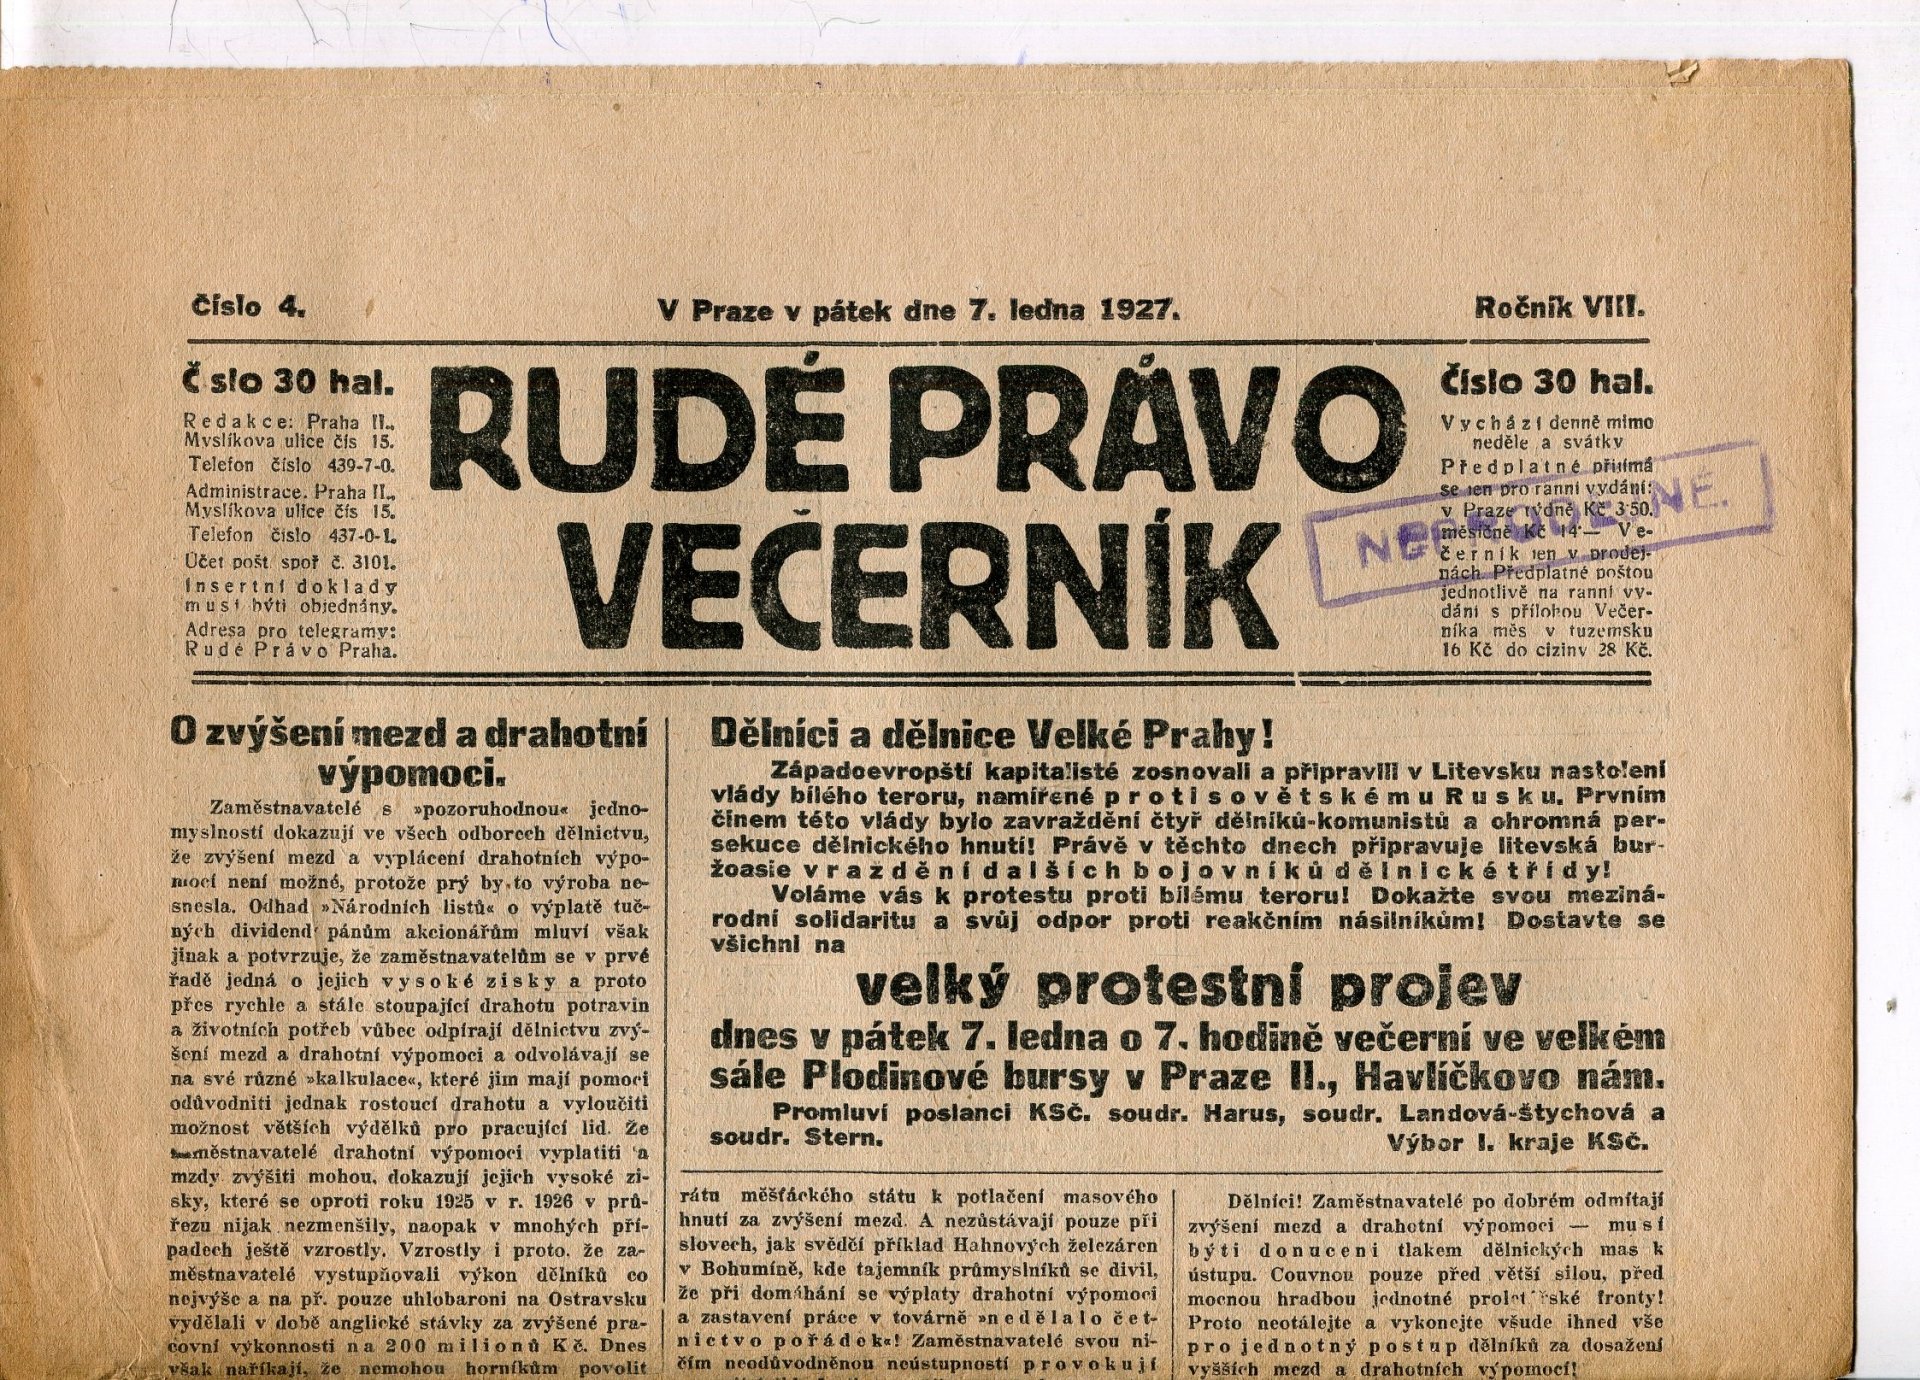 Číslo 4.
V Praze v pátek dne 7. ledna 1927.
Ročník VIII.
Č slo 30 hal.
Redakce: Praha II.,
Myslíkova ulice čís 15.
Telefon číslo 439-7-0.
Administrace. Praha II.,
Myslíkova ulice čís 15.
Telefon číslo 437-0-1.
Účet pošt spoř č. 3101.
Insertní doklady
musí býti objednány.
Adresa pro telegramy:
Rudé Právo Praha.
RUDÉ PRÁVO
VEČERNÍK
Číslo 30 hal.
Vychází denně mimo
neděle a svátky
Předplatné přijímá
se jen pro ranní vydání:
v Praze týdně Kč 3·50.
měsíčně Kč 14·— Ve-
černík jen v prodej-
nách Předplatné poštou
jednotlivě na ranní vy-
dání s přílohou Večer-
níka měs v tuzemsku
16 Kč do ciziny 28 Kč.
O zvýšení mezd a drahotní
výpomoci.
Zaměstnavatelé s »pozoruhodnou« jedno-
myslností dokazují ve všech odborech dělnictvu,
že zvýšení mezd a vyplácení drahotních výpo-
mocí není možné, protože prý by to výroba ne-
snesla. Odhad »Národních listů« o výplatě tuč-
ných dividend pánům akcionářům mluví však
jinak a potvrzuje, že zaměstnavatelům se v prvé
řadě jedná o jejich vysoké zisky a proto
přes rychle a stále stoupající drahotu potravin
a životních potřeb vůbec odpírají dělnictvu zvý-
šení mezd a drahotní výpomoci a odvolávají se
na své různé »kalkulace«, které jim mají pomoci
odůvodniti jednak rostoucí drahotu a vyloučiti
možnost větších výdělků pro pracující lid. Že
městnavatelé drahotní výpomoci vyplatiti a
mzdy zvýšiti mohou, dokazují jejich vysoké zi-
sky, které se oproti roku 1925 v r. 1926 v prů-
řezu nijak nezmenšily, naopak v mnohých pří-
padech ještě vzrostly. Vzrostly i proto. že za-
městnavatelé vystupňovali výkon dělníků co
nejvýše a na př. pouze uhlobaroni na Ostravsku
vydělali v době anglické stávky za zvýšené pra-
covní výkonnosti na 200 milionů Kč. Dnes
však naříkají, že nemohou horníkům povolit
Dělníci a dělnice Velké Prahy!
Západoevropští kapitalisté zosnovali a připravili v Litevsku nastolení
vlády bílého teroru, namířené proti sovětskému Rusku. Prvním
činem této vlády bylo zavraždění čtyř dělníků-komunistů a ohromná per-
sekuce dělnického hnutí! Právě v těchto dnech připravuje litevská bur-
žoasie vraždění dalších bojovníků dělnické třídy!
Voláme vás k protestu proti bílému teroru! Dokažte svou meziná-
rodní solidaritu a svůj odpor proti reakčním násilníkům! Dostavte se
všichni na
velký protestní projev
dnes v pátek 7. ledna o 7. hodině večerní ve velkém
sále Plodinové bursy v Praze II., Havlíčkovo nám.
Promluví poslanci KSč. soudr. Harus, soudr. Landová-štychová a
soudr. Stern.
Výbor I. kraje KSč.
rátu měšťáckého státu k potlačení masového
hnutí za zvýšení mezd. A nezůstávají pouze při
slovech, jak svědčí příklad Hahnových železáren
v Bohumíně, kde tajemník průmyslníků se divil,
že při domáhání se výplaty drahotní výpomoci
a zastavení práce v továrně »nedělalo čet-
nictvo pořádek«! Zaměstnavatelé svou ni-
čím neodůvodněnou neústupností provokují
Dělníci! Zaměstnavatelé po dobrém odmítají
zvýšení mezd a drahotní výpomoci — musí
býti donuceni tlakem dělnických mas k
ústupu. Couvnou pouze před větší silou, před
mocnou hradbou jednotné proletářské fronty!
Proto neotálejte a vykonejte všude ihned vše
pro jednotný postup dělníků za dosažení
vyšších mezd a drahotních výpomocí!